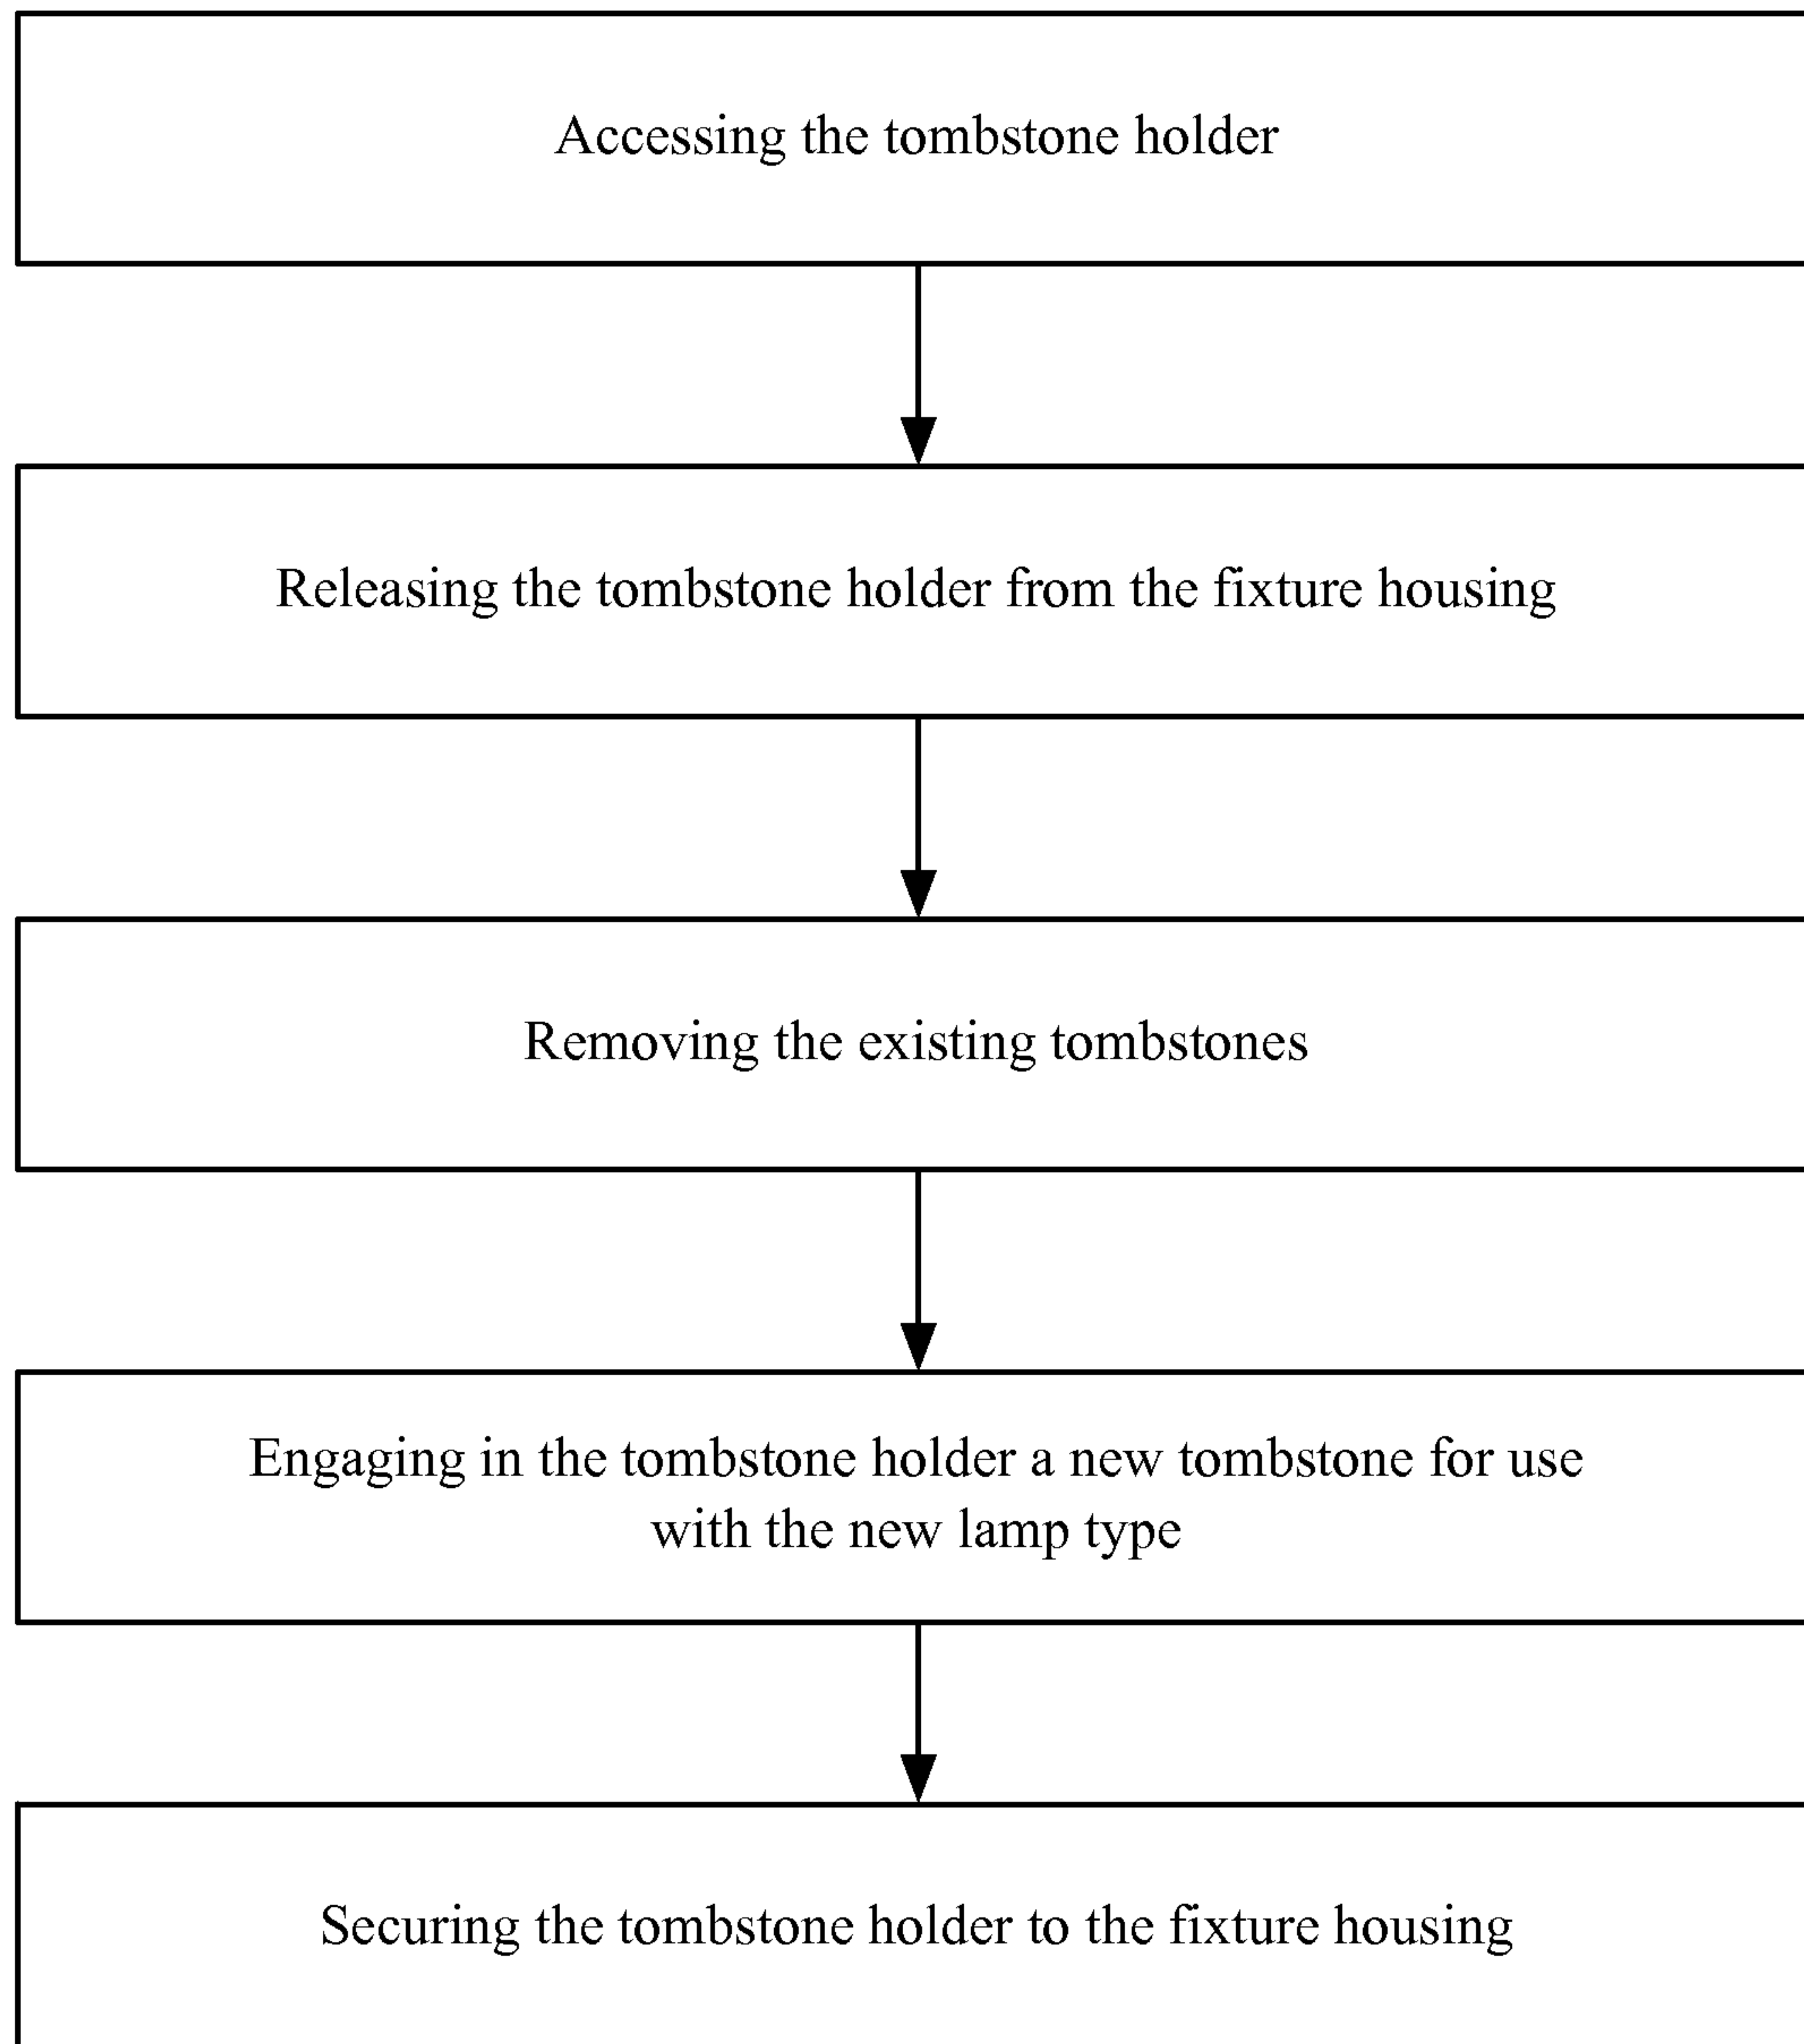 Accessing the tombstone holder
Releasing the tombstone holder from the fixture housing
Removing the existing tombstones
Engaging in the tombstone holder a new tombstone for use
with the new lamp type
Securing the tombstone holder to the fixture housing